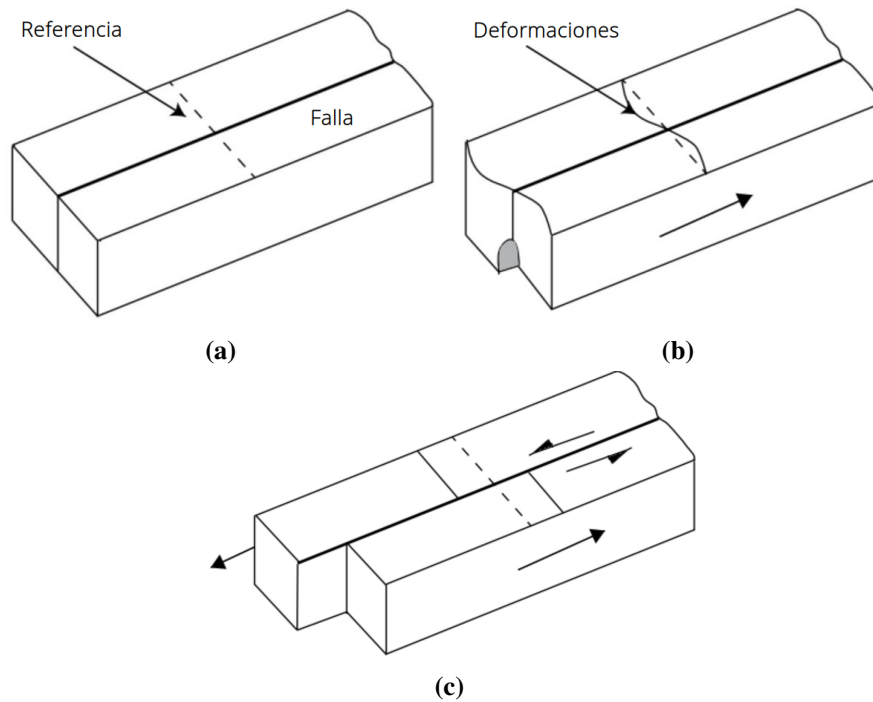 Referencia
Falla
(a)
Deformaciones
(b)
(c)